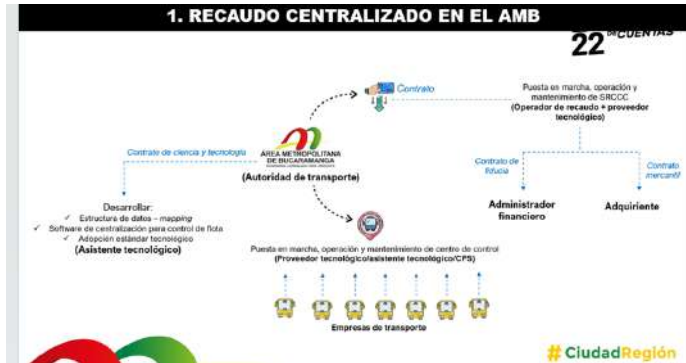 1. RECAUDO CENTRALIZADO EN EL AMB
DE CUENTAS
22
Contrato
Puesta en marcha, operación y
mantenimiento de SRCCC
(Operador de recaudo + proveedor
tecnológico)
Contrato de ciencia y tecnología
ÁREA METROPOLITANA
DE BUCARAMANGA
(Autoridad de transporte)
Contrato de
fiducia
Contrato
mercantil
Administrador
financiero
Adquiriente
Desarrollar:
✓ Estructura de datos – mapping
✓ Software de centralización para control de flota
✓ Adopción estándar tecnológico
(Asistente tecnológico)
Puesta en marcha, operación y mantenimiento de centro de control
(Proveedor tecnológico/asistente tecnológico/CPS)
Empresas de transporte
#CiudadRegión